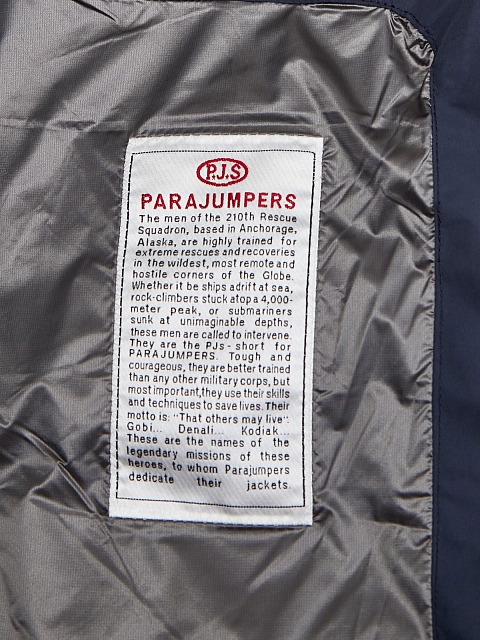 P.J.S
PARAJUMPERS
The men of the 210th Rescue
Squadron, based in Anchorage,
Alaska, are highly trained for
extreme rescues and recoveries
in the wildest, most remote and
hostile corners of the Globe.
Whether it be ships adrift at sea,
rock-climbers stuck atop a 4,000-
meter peak, or submariners
sunk at unimaginable depths,
these men are called to intervene.
They are the PJs - short for
PARAJUMPERS. Tough and
courageous, they are better trained
than any other military corps, but
most important,they use their skills
and techniques to save lives. Their
motto is: "That others may live".
Gobi... Denali... Kodiak...
These are the names of the
legendary missions of these
heroes, to whom Parajumpers
dedicate their jackets.